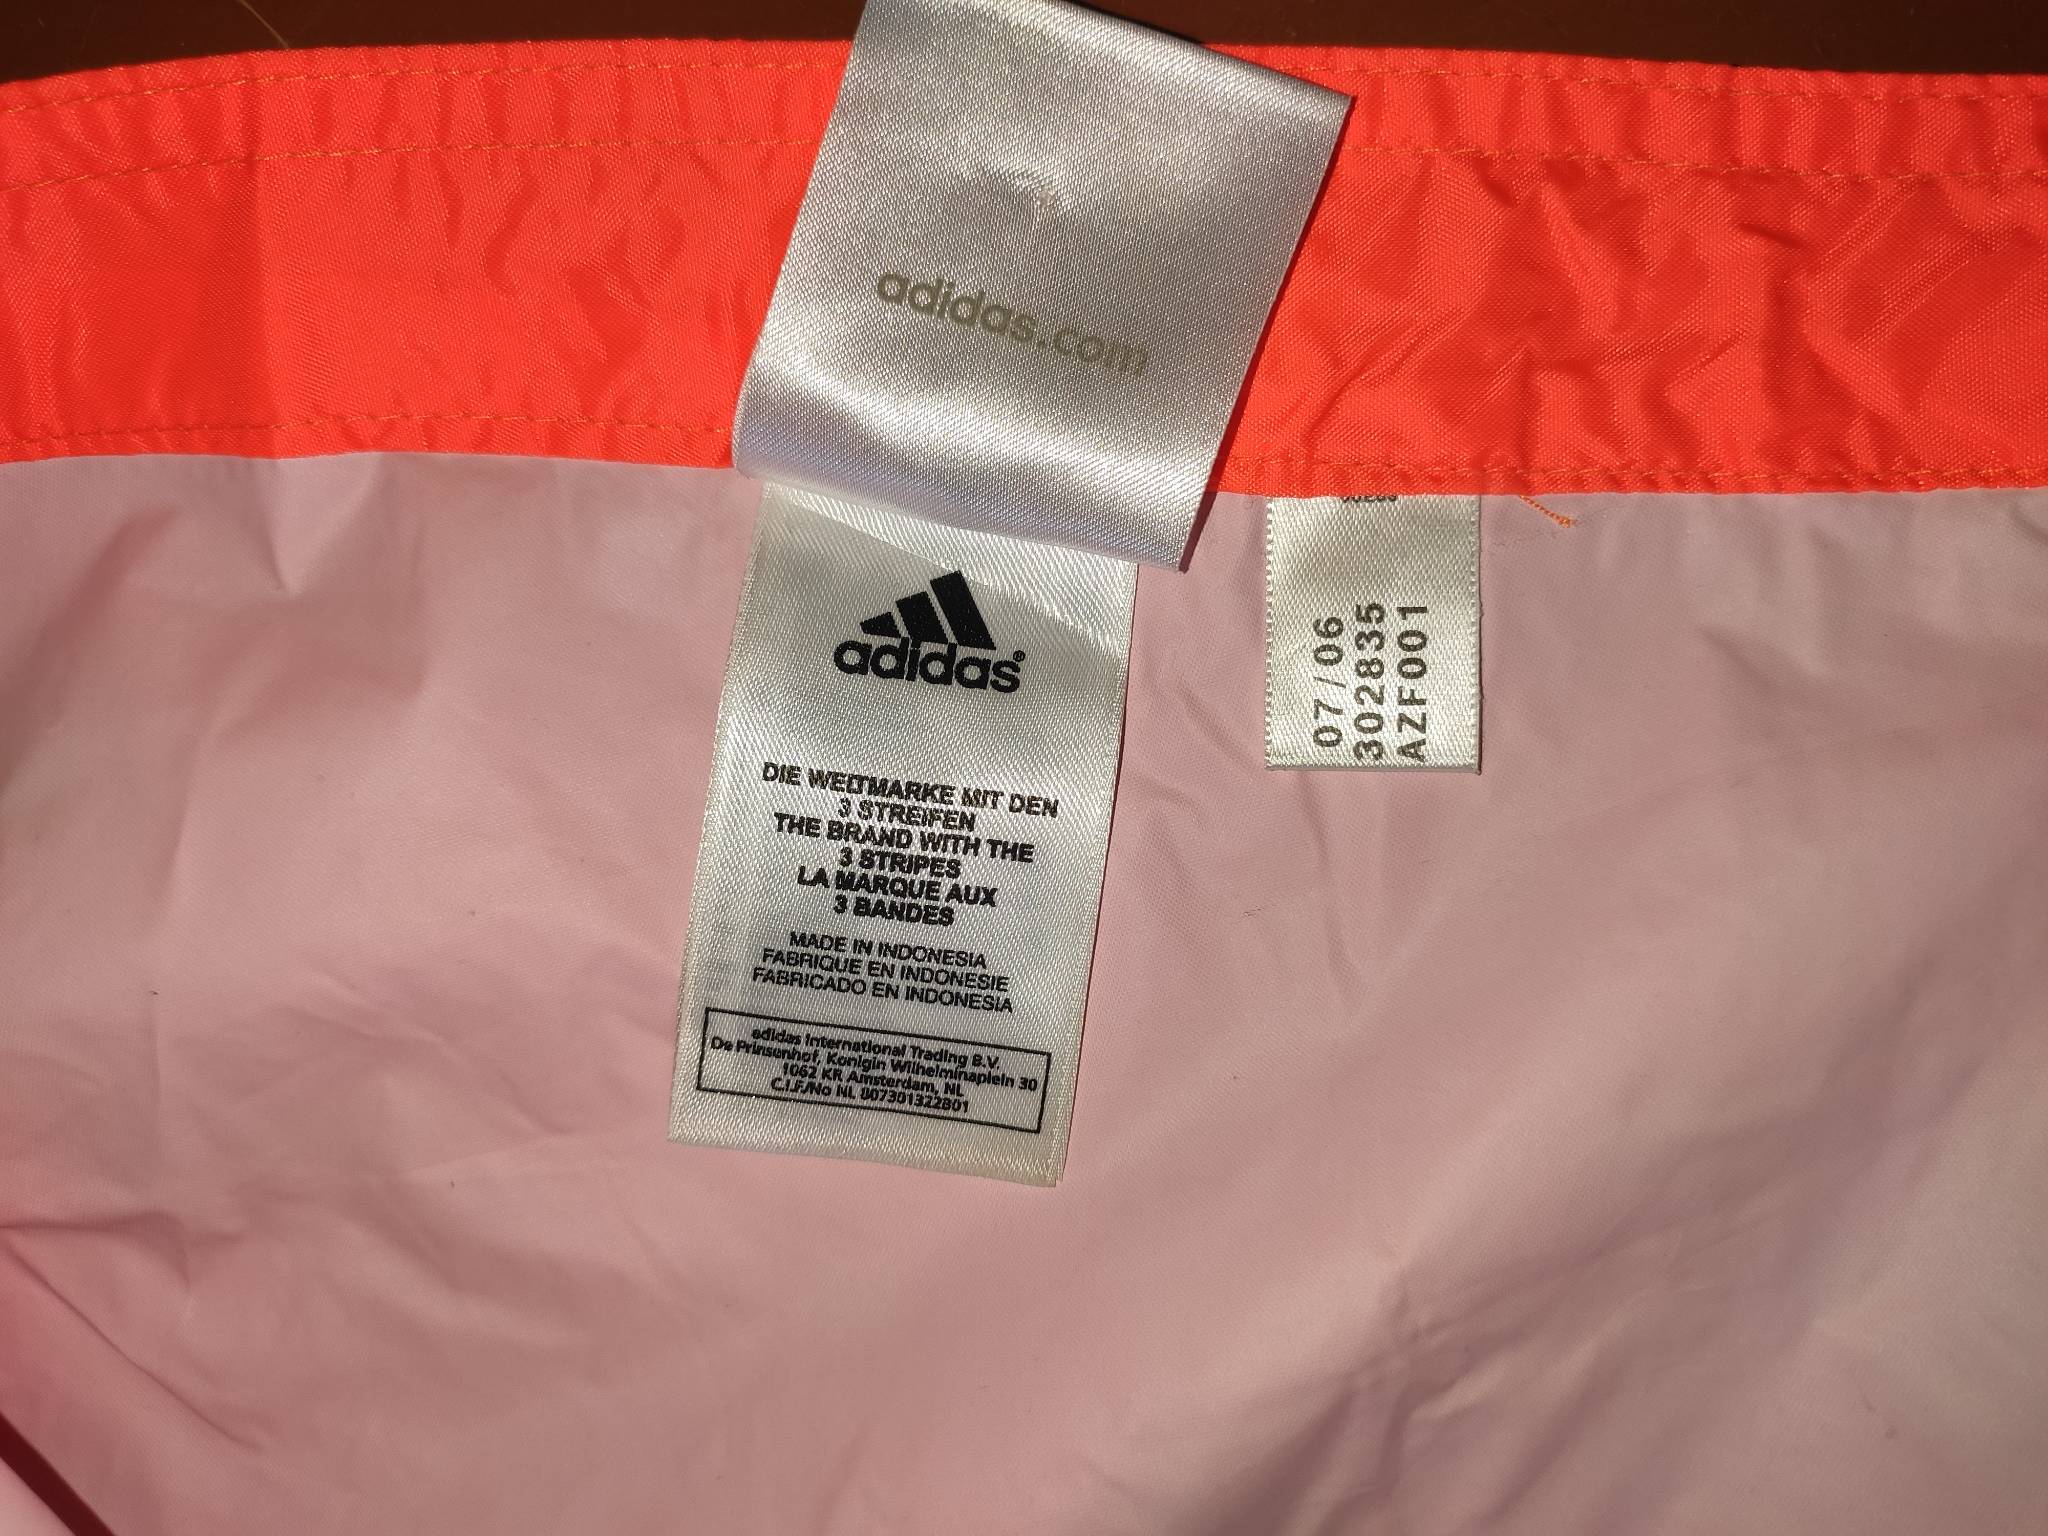 adidas.com
adidas®
DIE WELTMARKE MIT DEN
3 STREIFEN
THE BRAND WITH THE
3 STRIPES
LA MARQUE AUX
3 BANDES
MADE IN INDONESIA
FABRIQUE EN INDONESIE
FABRICADO EN INDONESIA
adidas International Trading B.V.
De Prinsenhof, Konigin Wilhelminaplein 30
1062 KR Amsterdam, NL
C.I.F./No NL 807301322B01
07/06
302835
AZF001